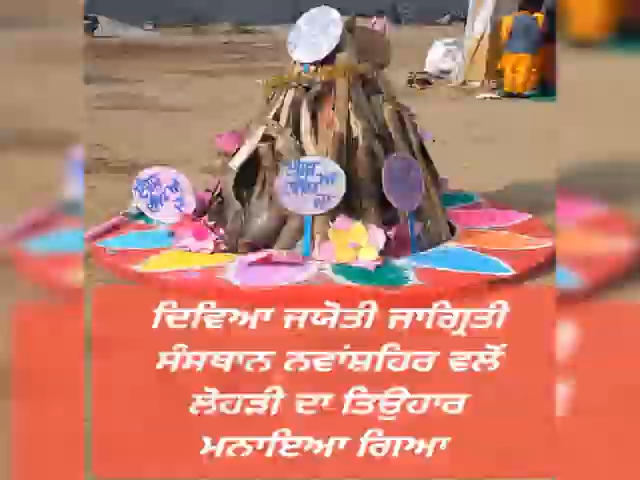 ਦਿਵਿਆ ਜਯੋਤੀ ਜਾਗ੍ਰਿਤੀ
ਸੰਸਥਾਨ ਨਵਾਂਸ਼ਹਿਰ ਵਲੋਂ
ਲੋਹੜੀ ਦਾ ਤਿਉਹਾਰ
ਮਨਾਇਆ ਗਿਆ